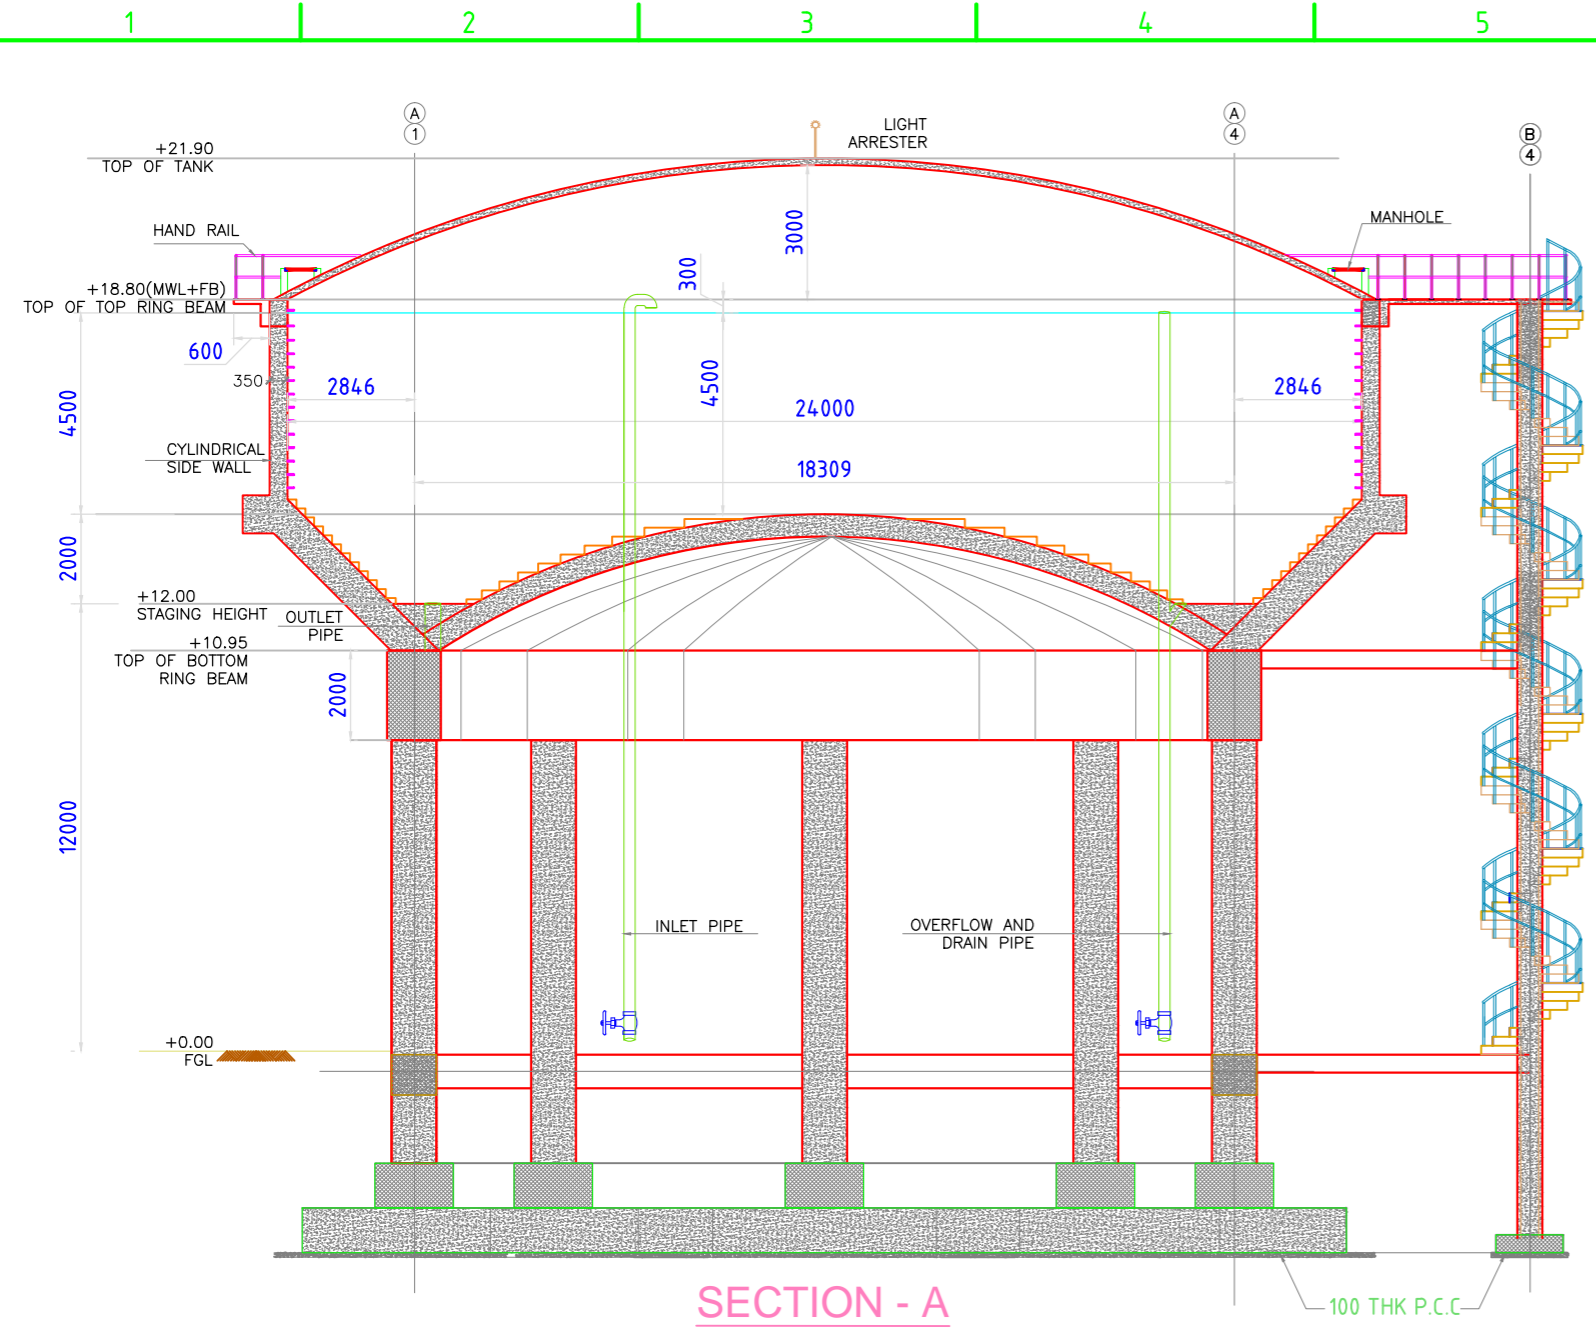 1 2 3 4 5
A
1
A
4
B
4
LIGHT
ARRESTER
+21.90
TOP OF TANK
HAND RAIL
MANHOLE
3000
300
+18.80(MWL+FB)
TOP OF TOP RING BEAM
600
350
2846
2846
4500
4500
24000
CYLINDRICAL
SIDE WALL
18309
2000
+12.00
STAGING HEIGHT
OUTLET
PIPE
+10.95
TOP OF BOTTOM
RING BEAM
2000
12000
INLET PIPE
OVERFLOW AND
DRAIN PIPE
+0.00
FGL
SECTION - A
100 THK P.C.C